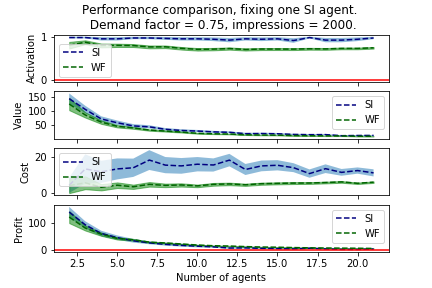 Performance comparison, fixing one SI agent.
Demand factor = 0.75, impressions = 2000.
Activation
1
0
SI
WF
Value
150
100
50
SI
WF
Cost
20
0
SI
WF
Profit
100
0
SI
WF
2.5 5.0 7.5 10.0 12.5 15.0 17.5 20.0
Number of agents